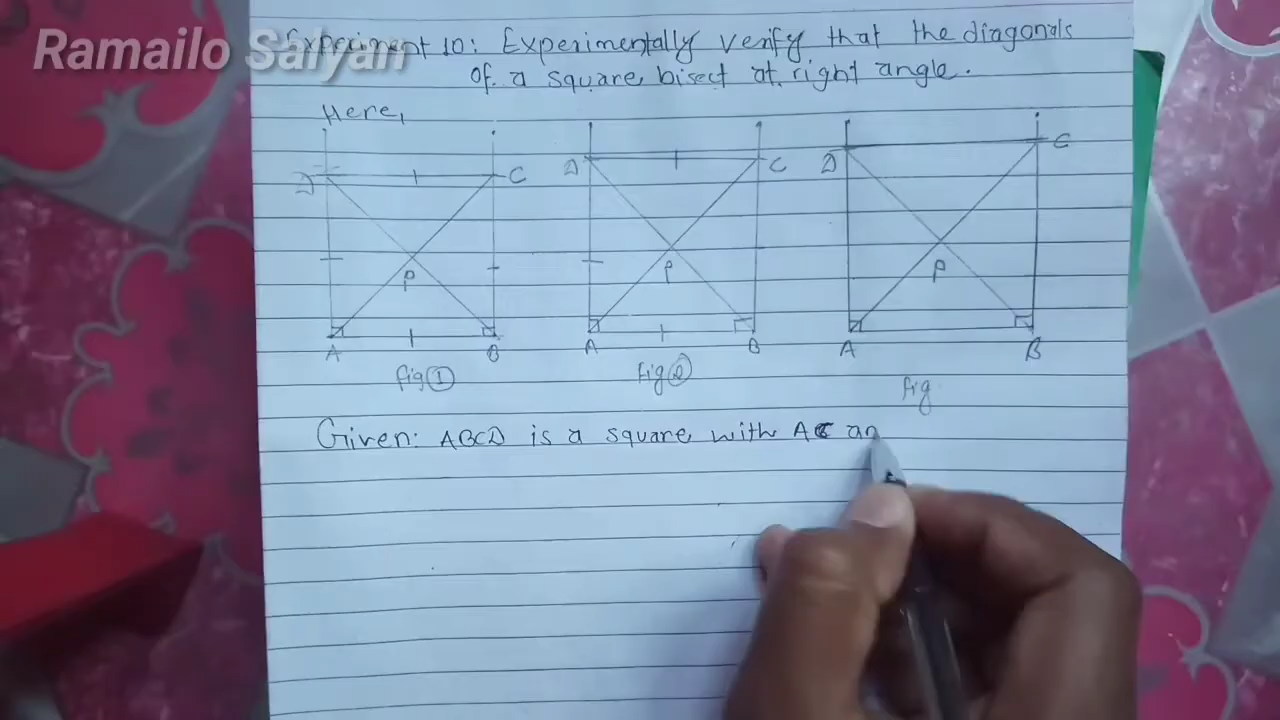 Ramailo Saiyan
Experiment 10: Experimentally verify that the diagonals
of a square bisect at right angle.
Here,
D C D C D C
P P P
A B A B A B
fig ① fig ② fig
Given: ABCD is a square with AC an